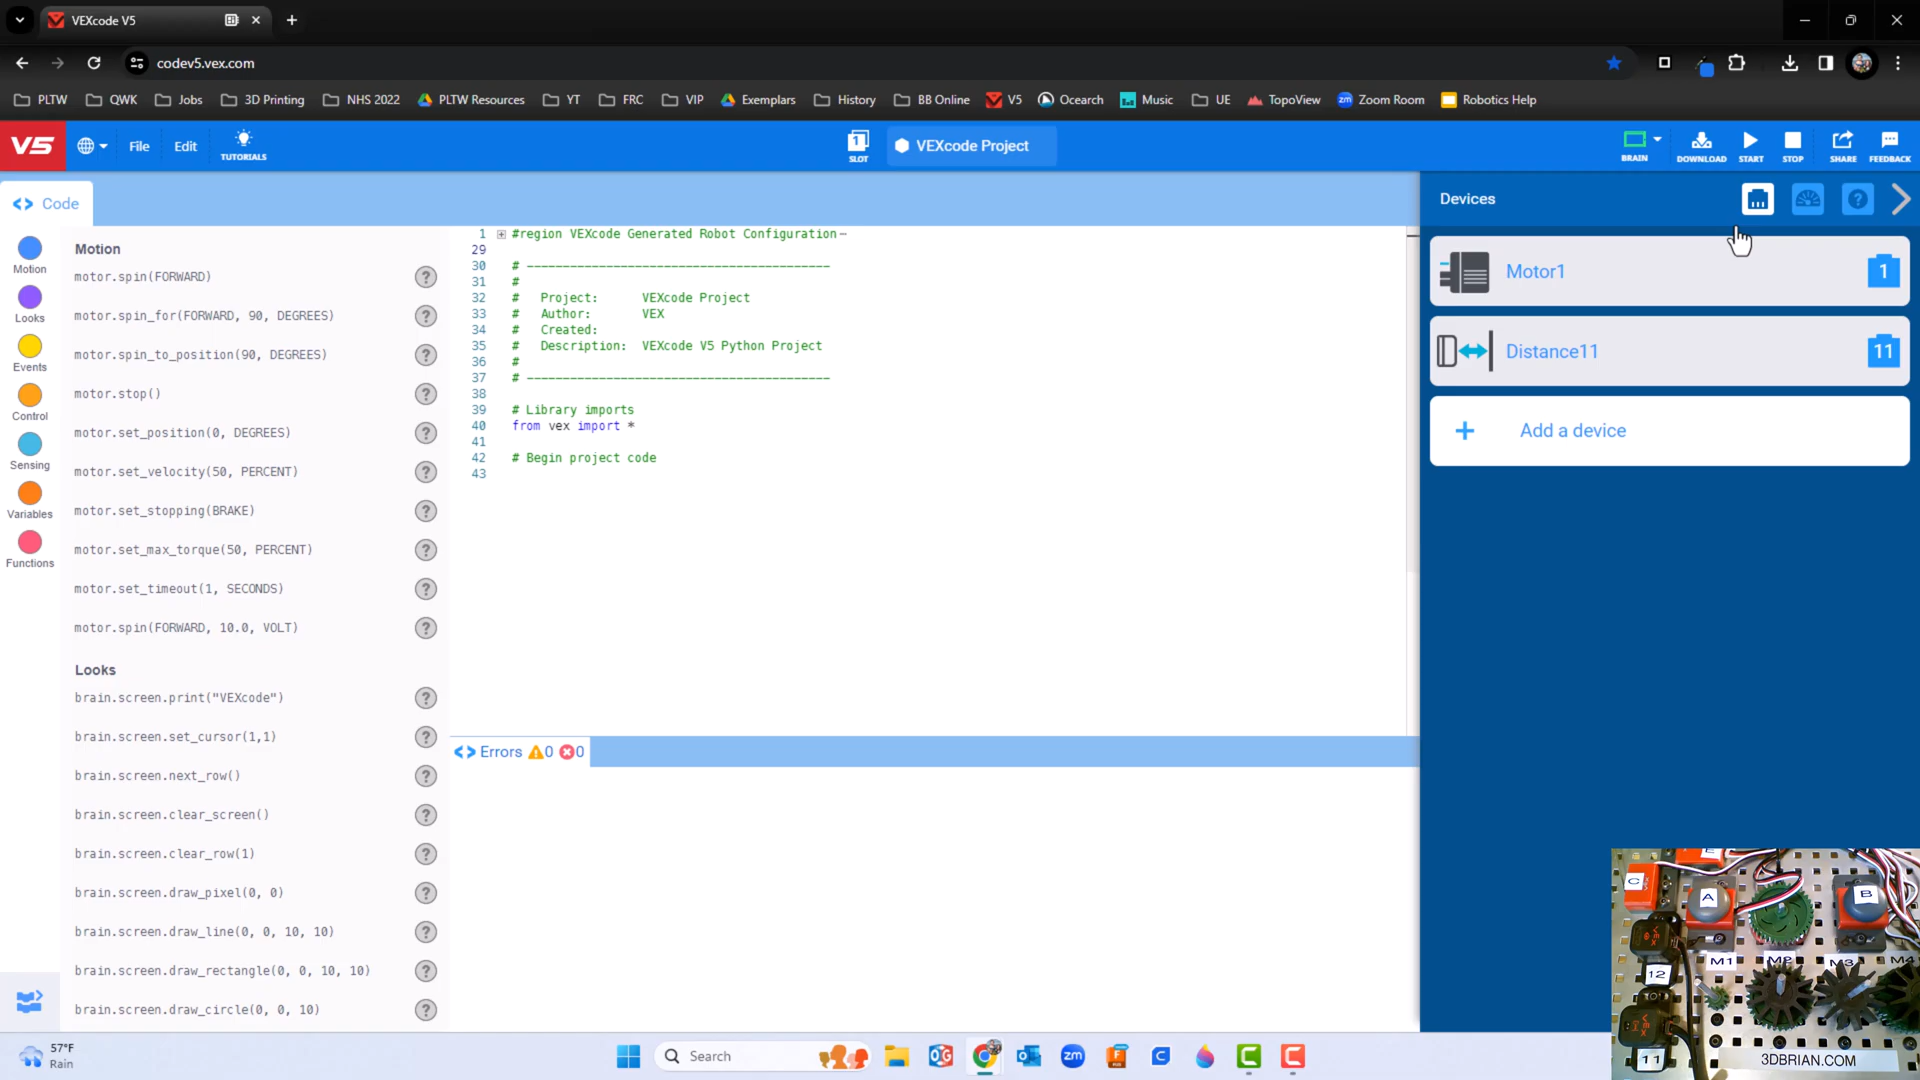 VEXcode V5
codev5.vex.com
PLTW QWK Jobs 3D Printing NHS 2022 PLTW Resources YT FRC VIP Exemplars History BB Online V5 Ocearch Music UE TopoView Zoom Room Robotics Help
V5 File Edit TUTORIALS 1 SLOT VEXcode Project BRAIN DOWNLOAD START STOP SHARE FEEDBACK
Code
Devices
Motion
Looks
Events
Control
Sensing
Variables
Functions
Motion
motor.spin(FORWARD)
motor.spin_for(FORWARD, 90, DEGREES)
motor.spin_to_position(90, DEGREES)
motor.stop()
motor.set_position(0, DEGREES)
motor.set_velocity(50, PERCENT)
motor.set_stopping(BRAKE)
motor.set_max_torque(50, PERCENT)
motor.set_timeout(1, SECONDS)
motor.spin(FORWARD, 10.0, VOLT)
Looks
brain.screen.print("VEXcode")
brain.screen.set_cursor(1,1)
brain.screen.next_row()
brain.screen.clear_screen()
brain.screen.clear_row(1)
brain.screen.draw_pixel(0, 0)
brain.screen.draw_line(0, 0, 10, 10)
brain.screen.draw_rectangle(0, 0, 10, 10)
brain.screen.draw_circle(0, 0, 10)
1 #region VEXcode Generated Robot Configuration
29
30 # ------------------------------------------
31 #
32 # Project: VEXcode Project
33 # Author: VEX
34 # Created:
35 # Description: VEXcode V5 Python Project
36 #
37 # ------------------------------------------
38
39 # Library imports
40 from vex import *
41
42 # Begin project code
43
Errors 0 0
Motor1 1
Distance11 11
+ Add a device
E
C
A
B
12
M1 M2 M3 M4
11
3DBRIAN.COM
57°F
Rain
Search